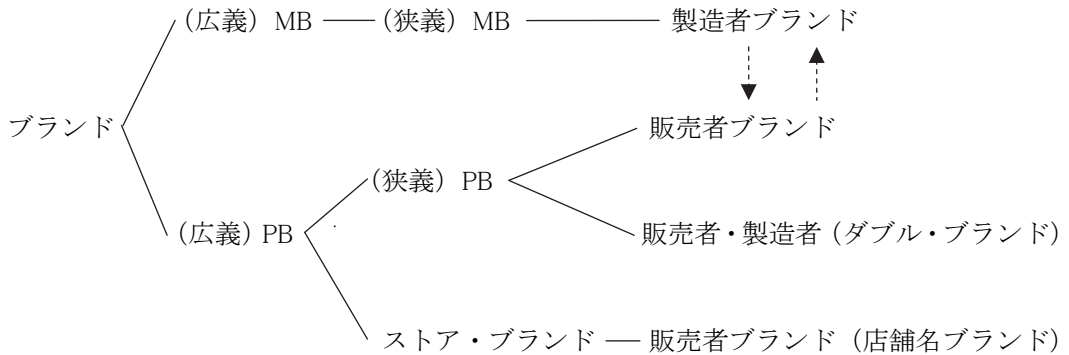 (広義) MB (狭義) MB 製造者ブランド
ブランド 販売者ブランド
(狭義) PB
(広義) PB 販売者・製造者(ダブル・ブランド)
ストア・ブランド 販売者ブランド(店舗名ブランド)